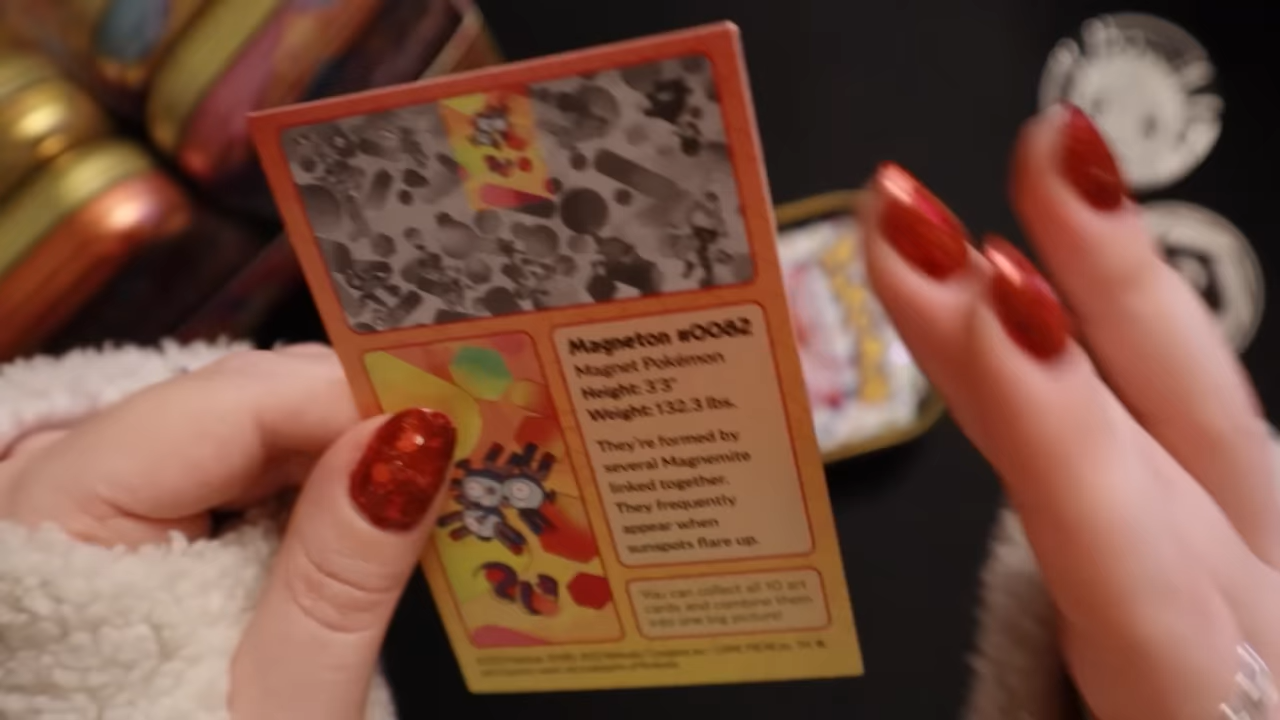 Magneton #0082
Magnet Pokémon
Height: 3'3"
Weight: 132.3 lbs.
They're formed by
several Magnemite
linked together.
They frequently
appear when
sunspots flare up.
You can collect all 10 art
cards and combine them
into one big picture!